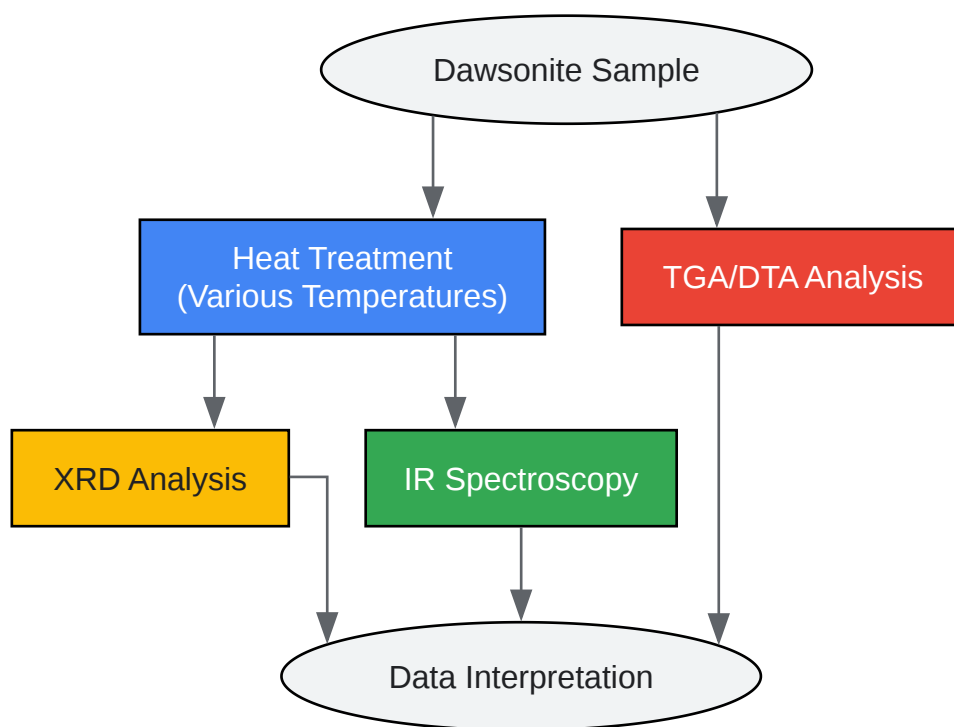 Dawsonite Sample
Heat Treatment
(Various Temperatures)
TGA/DTA Analysis
XRD Analysis
IR Spectroscopy
Data Interpretation